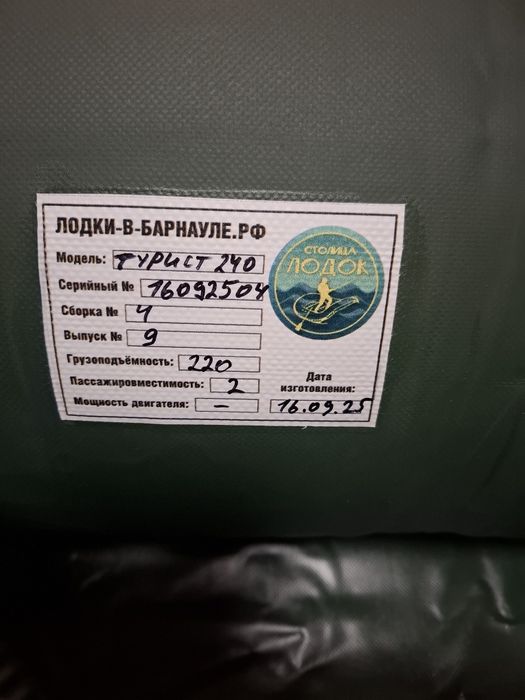 ЛОДКИ-В-БАРНАУЛЕ.РФ
СТОЛИЦА
ЛОДОК
Модель: ТУРИСТ 240
Серийный № 16092504
Сборка № 4
Выпуск № 9
Грузоподъёмность: 220
Пассажировместимость: 2
Мощность двигателя: –
Дата
изготовления:
16.09.25